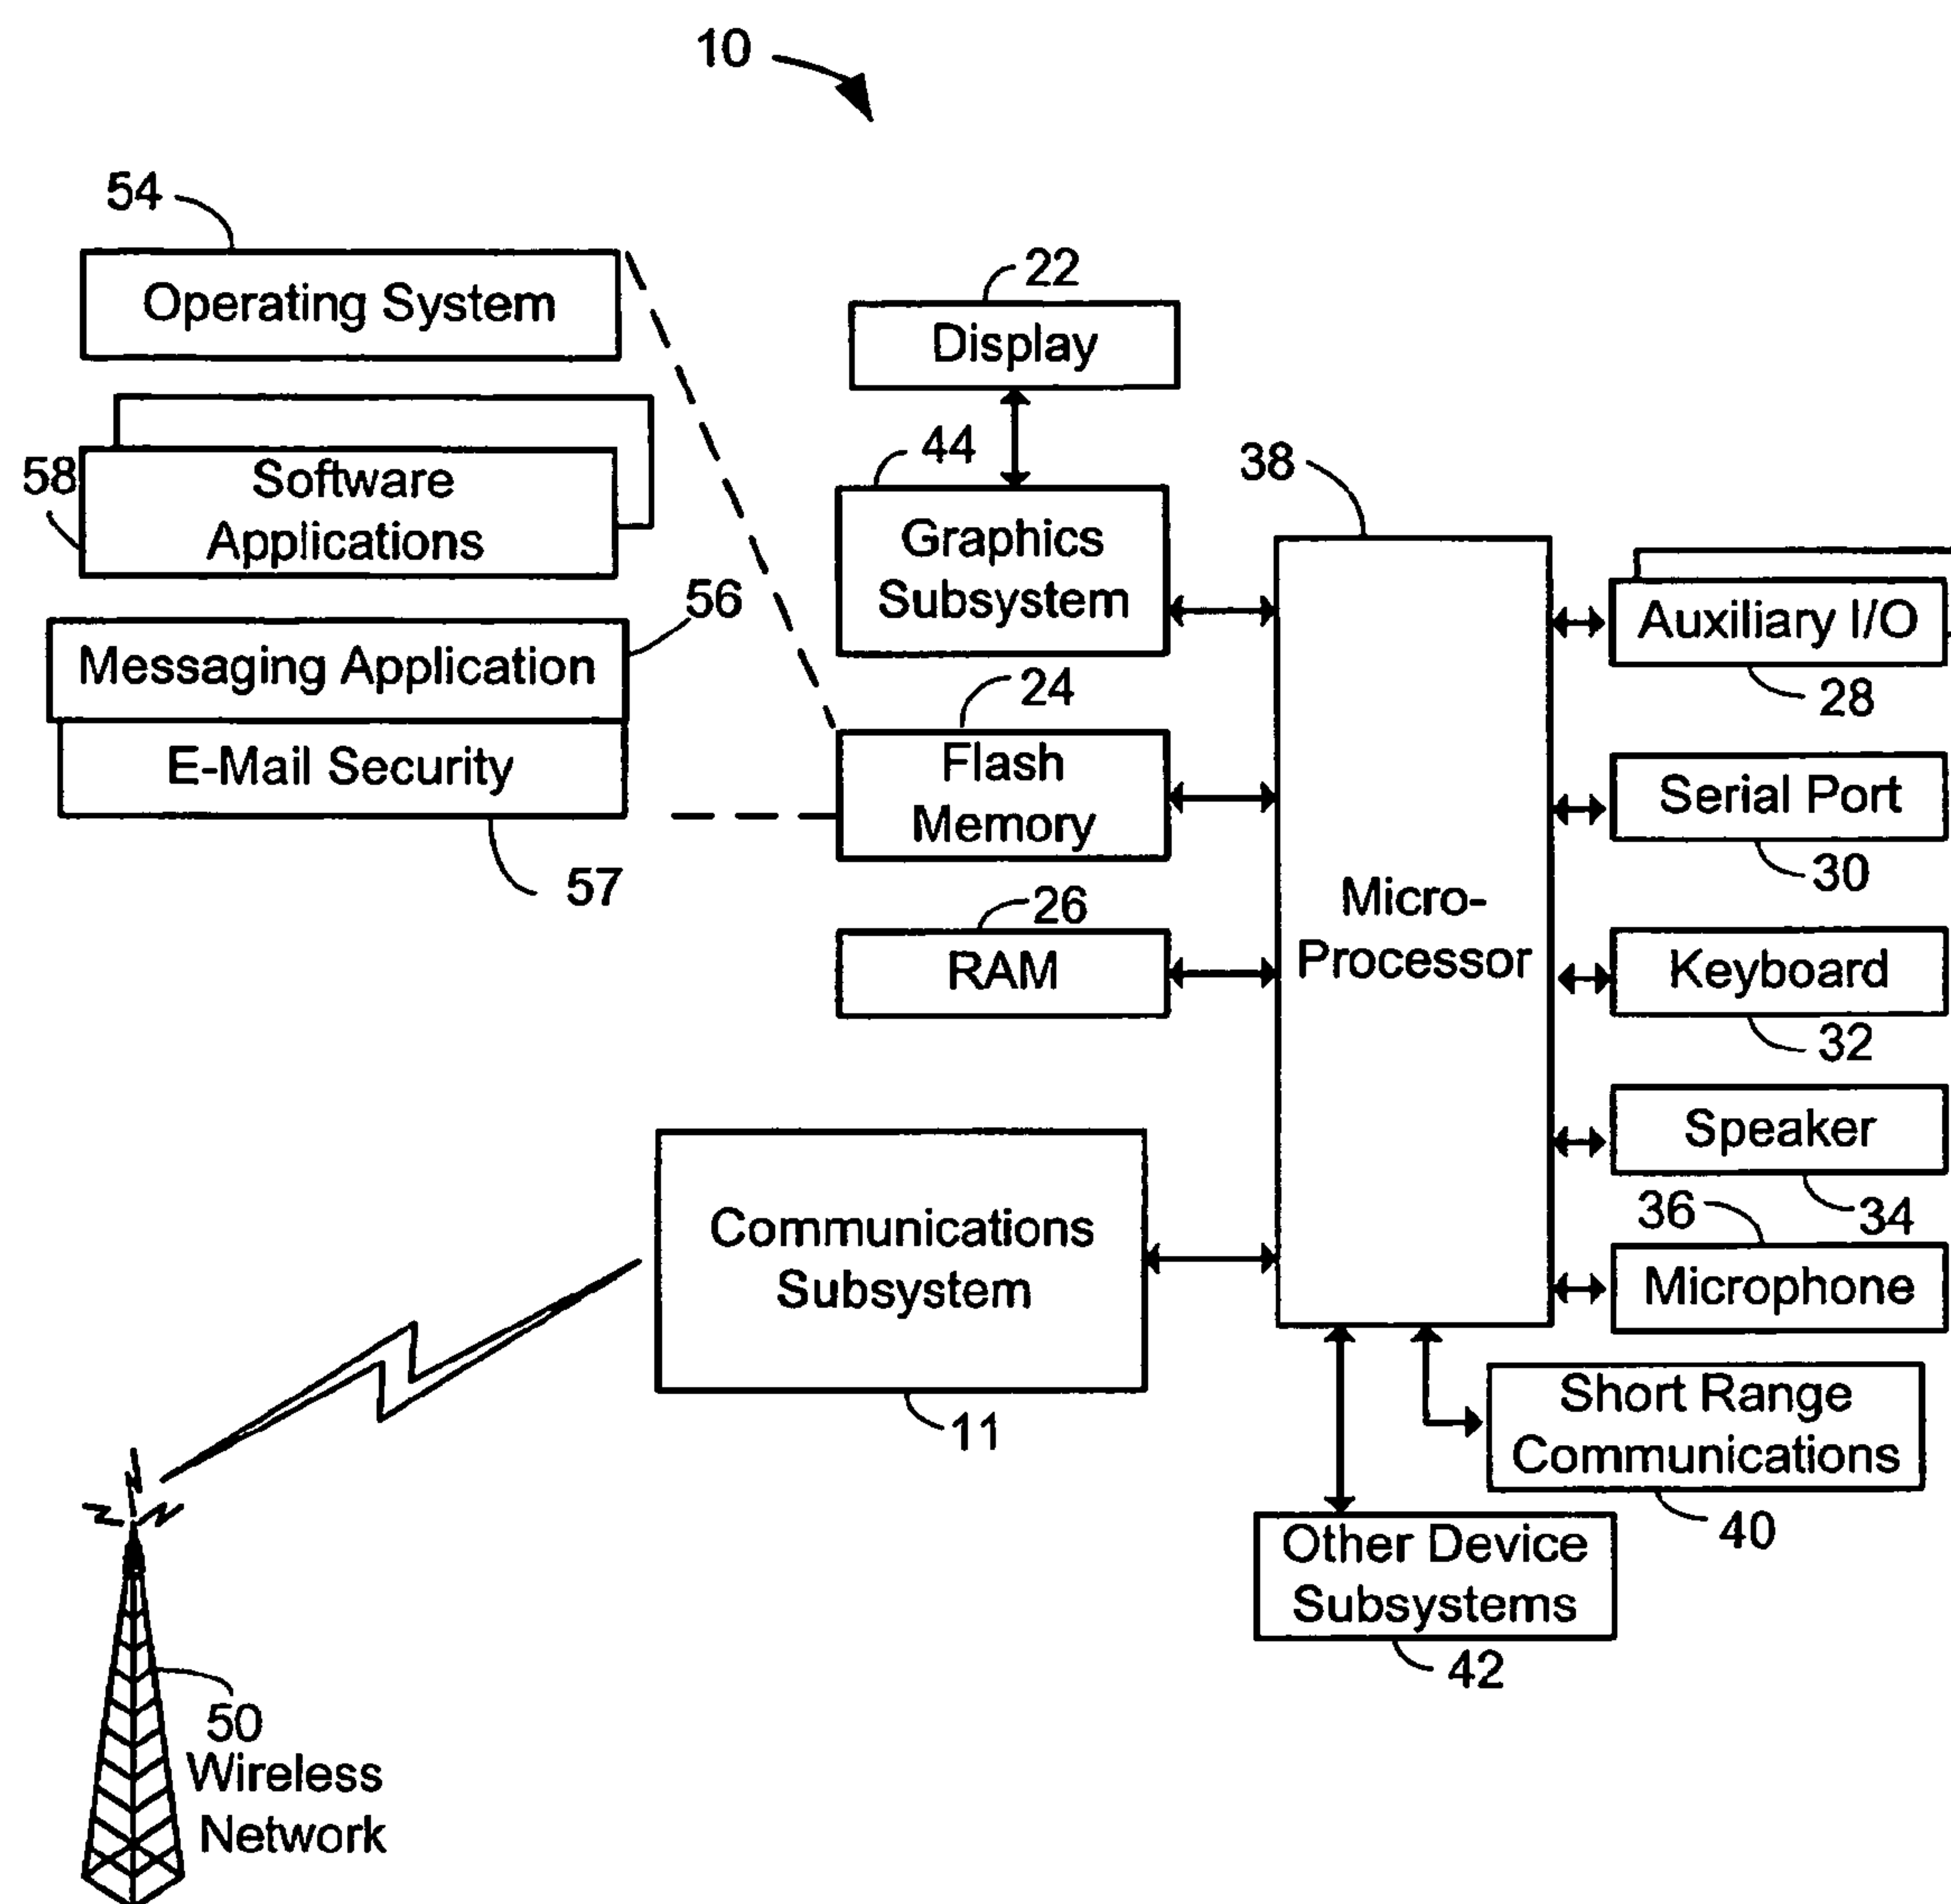 10
54
Operating System
58
Software
Applications
56
Messaging Application
E-Mail Security
57
22
Display
44
Graphics
Subsystem
24
Flash
Memory
26
RAM
38
Micro-
Processor
Auxiliary I/O
28
Serial Port
30
Keyboard
32
Speaker
34
36
Microphone
Communications
Subsystem
11
Short Range
Communications
40
Other Device
Subsystems
42
50
Wireless
Network